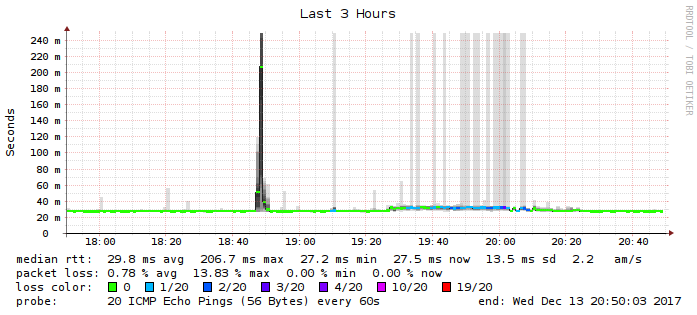 Last 3 Hours
RRDTOOL / TOBI OETIKER
Seconds
240 m
220 m
200 m
180 m
160 m
140 m
120 m
100 m
80 m
60 m
40 m
20 m
0
18:00 18:20 18:40 19:00 19:20 19:40 20:00 20:20 20:40
median rtt: 29.8 ms avg 206.7 ms max 27.2 ms min 27.5 ms now 13.5 ms sd 2.2 am/s
packet loss: 0.78 % avg 13.83 % max 0.00 % min 0.00 % now
loss color: 0 1/20 2/20 3/20 4/20 10/20 19/20
probe: 20 ICMP Echo Pings (56 Bytes) every 60s end: Wed Dec 13 20:50:03 2017